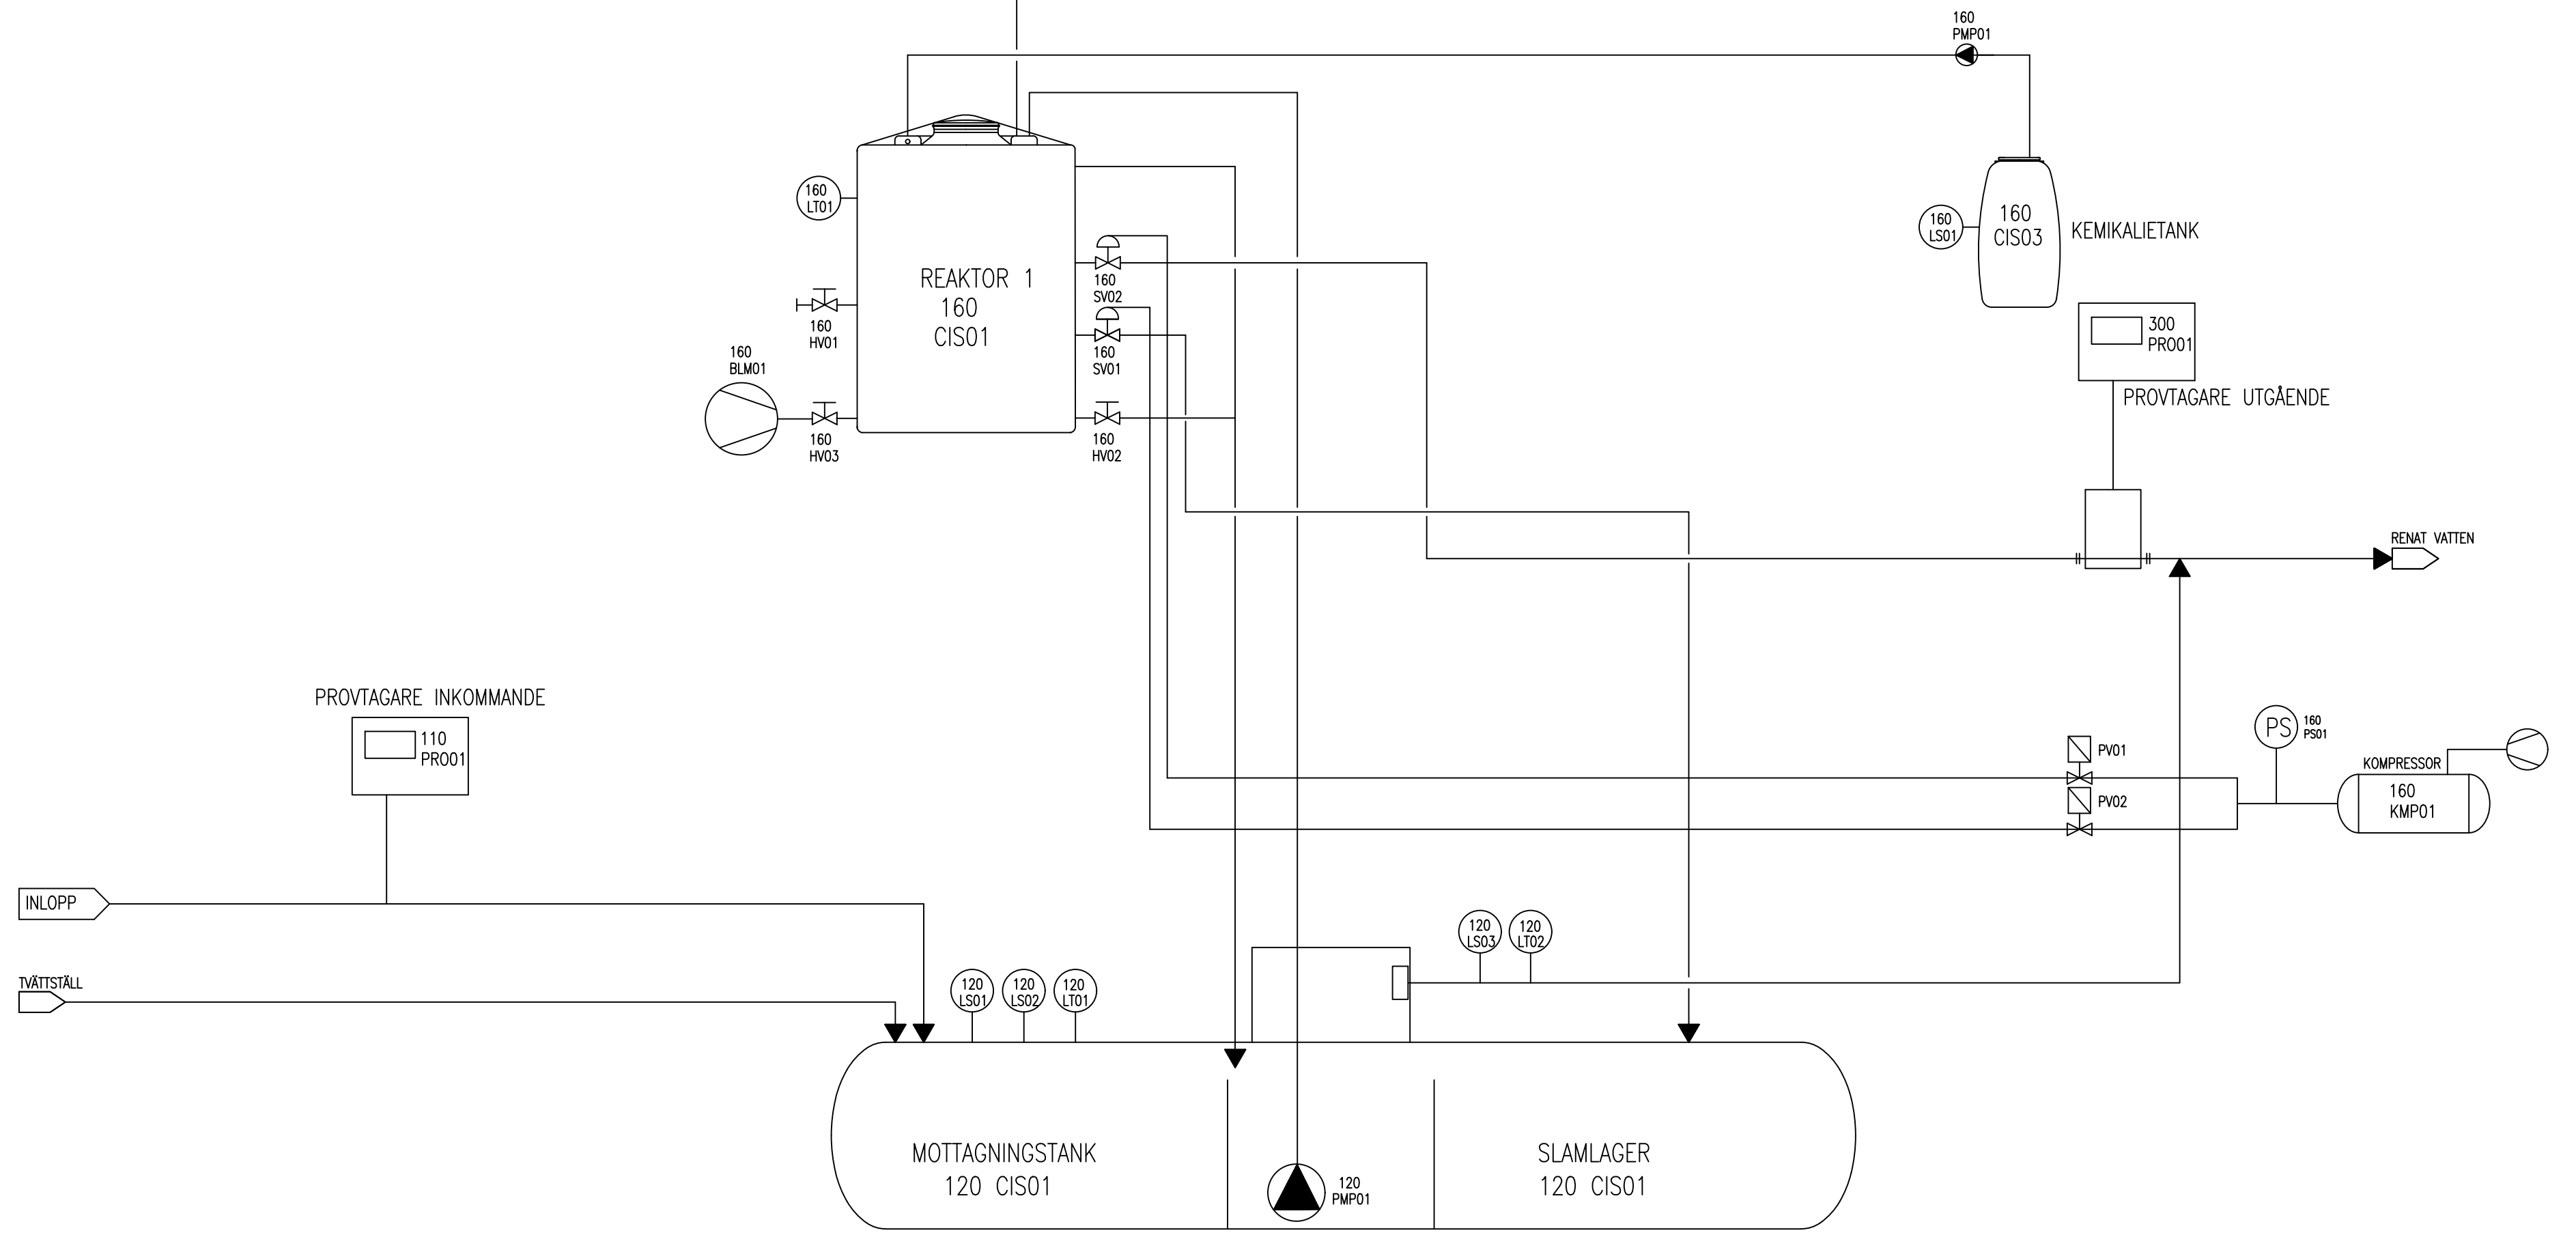 160
PMP01
160
LT01
REAKTOR 1
160
CIS01
160
SV02
160
SV01
160
HV01
160
BLM01
160
HV03
160
HV02
160
LS01
160
CIS03
KEMIKALIETANK
300
PRO01
PROVTAGARE UTGÅENDE
RENAT VATTEN
PROVTAGARE INKOMMANDE
110
PRO01
PV01
PV02
PS
160
PS01
KOMPRESSOR
160
KMP01
INLOPP
TVÄTTSTÄLL
120
LS01
120
LS02
120
LT01
120
LS03
120
LT02
MOTTAGNINGSTANK
120 CIS01
120
PMP01
SLAMLAGER
120 CIS01